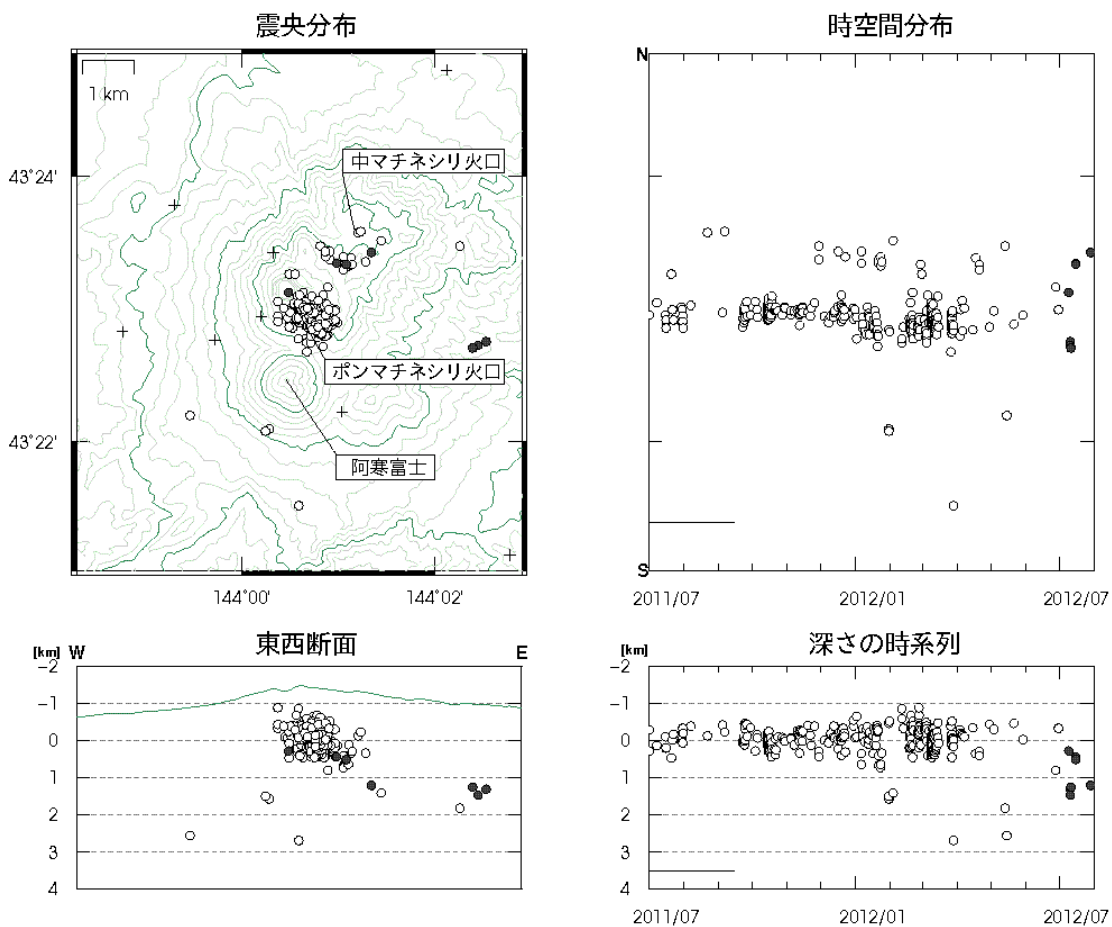 震央分布
1 km
中マチネシリ火口
43°24'
ポンマチネシリ火口
43°22'
阿寒富士
144°00'
144°02'
時空間分布
N
S
2011/07
2012/01
2012/07
東西断面
[km]
W
E
-2
-1
0
1
2
3
4
深さの時系列
[km]
-2
-1
0
1
2
3
4
2011/07
2012/01
2012/07